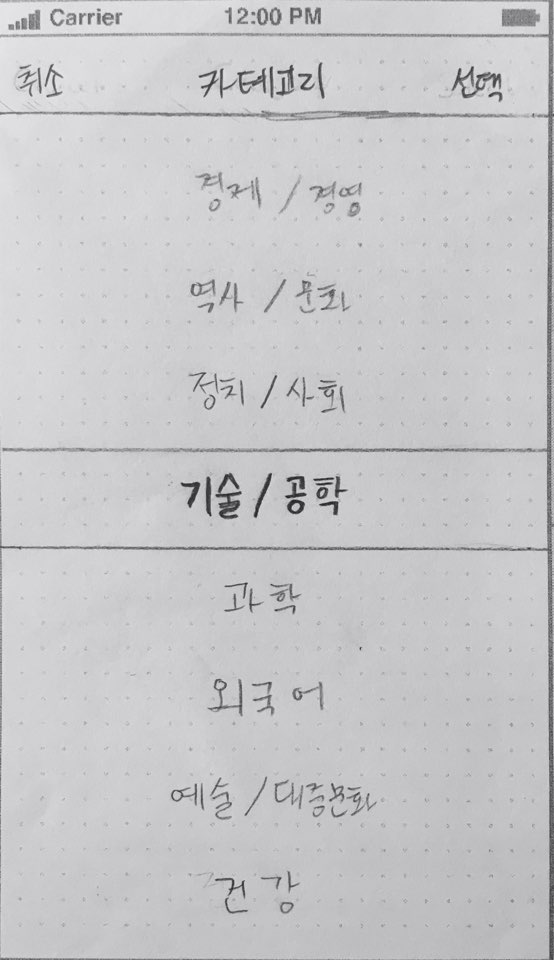 Carrier 12:00 PM
취소 카테고리 선택
경제 / 경영
역사 / 문화
정치 / 사회
기술 / 공학
과학
외국어
예술 / 대중문화
건강